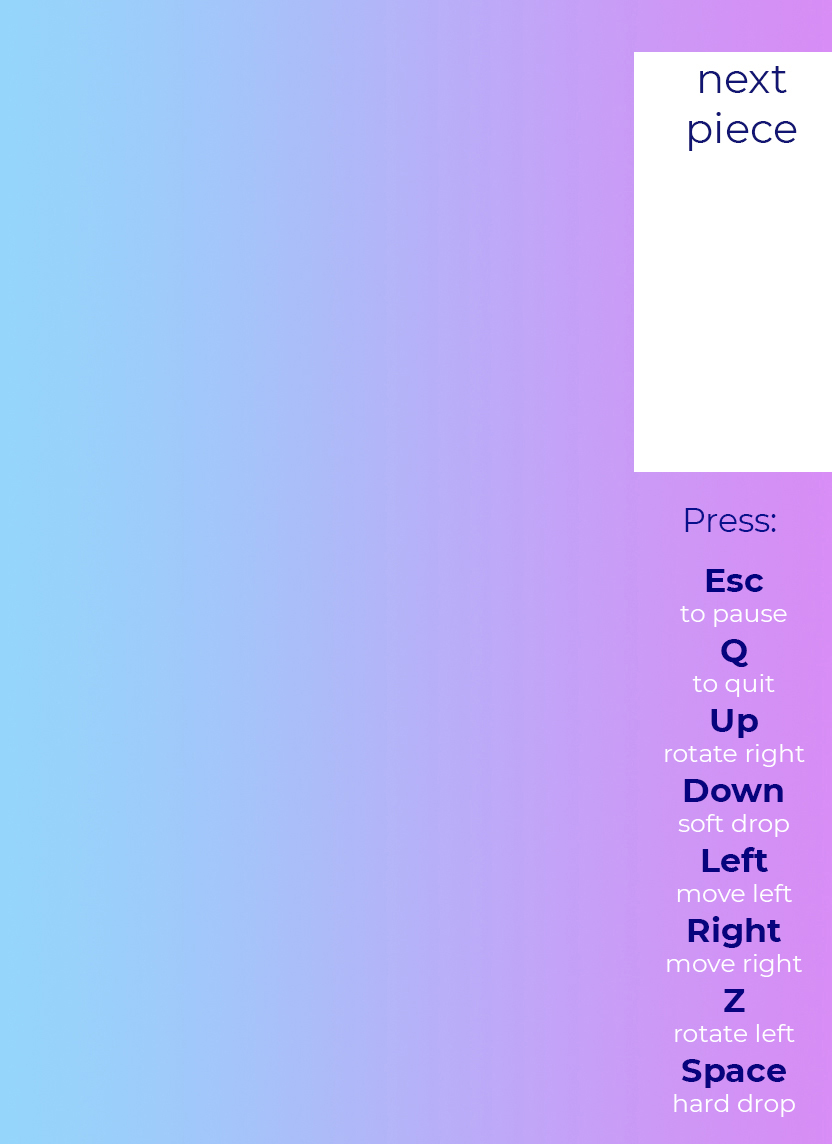 next
piece
Press:
Esc
to pause
Q
to quit
Up
rotate right
Down
soft drop
Left
move left
Right
move right
Z
rotate left
Space
hard drop